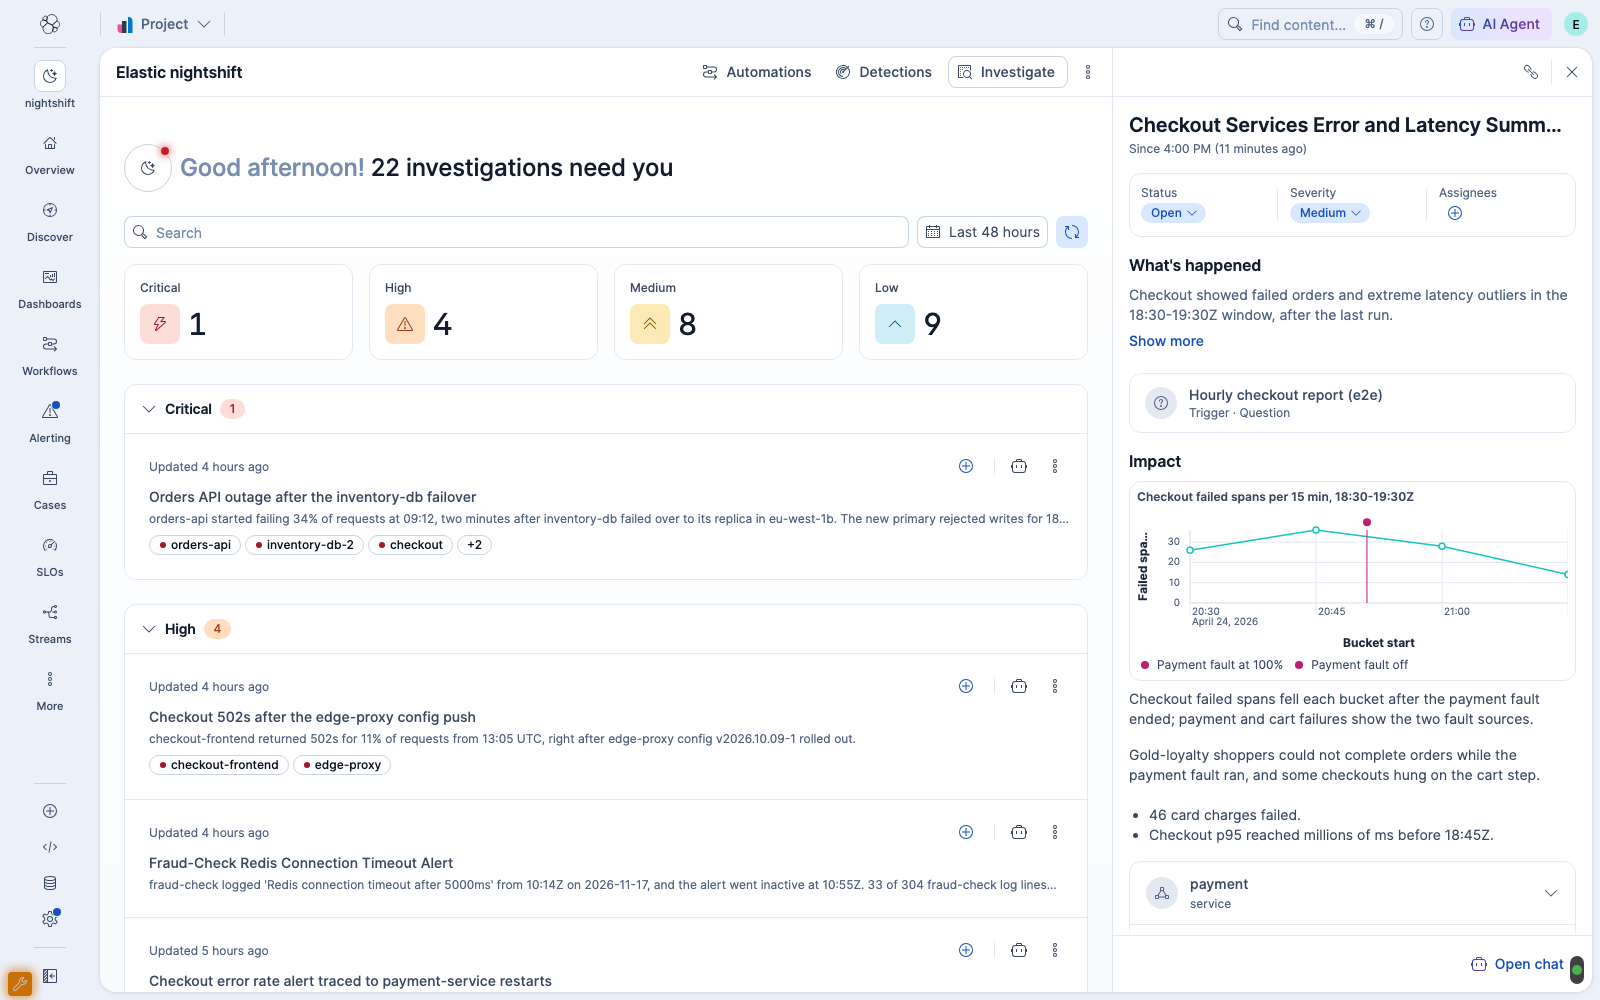 Project
Find content...
⌘ /
AI Agent
E
nightshift
Overview
Discover
Dashboards
Workflows
Alerting
Cases
SLOs
Streams
More
Elastic nightshift
Automations
Detections
Investigate
Good afternoon! 22 investigations need you
Search
Last 48 hours
Critical
1
High
4
Medium
8
Low
9
Critical 1
Updated 4 hours ago
Orders API outage after the inventory-db failover
orders-api started failing 34% of requests at 09:12, two minutes after inventory-db failed over to its replica in eu-west-1b. The new primary rejected writes for 18...
orders-api
inventory-db-2
checkout
+2
High 4
Updated 4 hours ago
Checkout 502s after the edge-proxy config push
checkout-frontend returned 502s for 11% of requests from 13:05 UTC, right after edge-proxy config v2026.10.09-1 rolled out.
checkout-frontend
edge-proxy
Updated 4 hours ago
Fraud-Check Redis Connection Timeout Alert
fraud-check logged 'Redis connection timeout after 5000ms' from 10:14Z on 2026-11-17, and the alert went inactive at 10:55Z. 33 of 304 fraud-check log lines...
Updated 5 hours ago
Checkout error rate alert traced to payment-service restarts
Checkout Services Error and Latency Summ...
Since 4:00 PM (11 minutes ago)
Status
Open
Severity
Medium
Assignees
What's happened
Checkout showed failed orders and extreme latency outliers in the
18:30-19:30Z window, after the last run.
Show more
Hourly checkout report (e2e)
Trigger · Question
Impact
Checkout failed spans per 15 min, 18:30-19:30Z
Failed spa...
30
20
10
0
20:30
April 24, 2026
20:45
21:00
Bucket start
Payment fault at 100%
Payment fault off
Checkout failed spans fell each bucket after the payment fault
ended; payment and cart failures show the two fault sources.
Gold-loyalty shoppers could not complete orders while the
payment fault ran, and some checkouts hung on the cart step.
• 46 card charges failed.
• Checkout p95 reached millions of ms before 18:45Z.
payment
service
Open chat